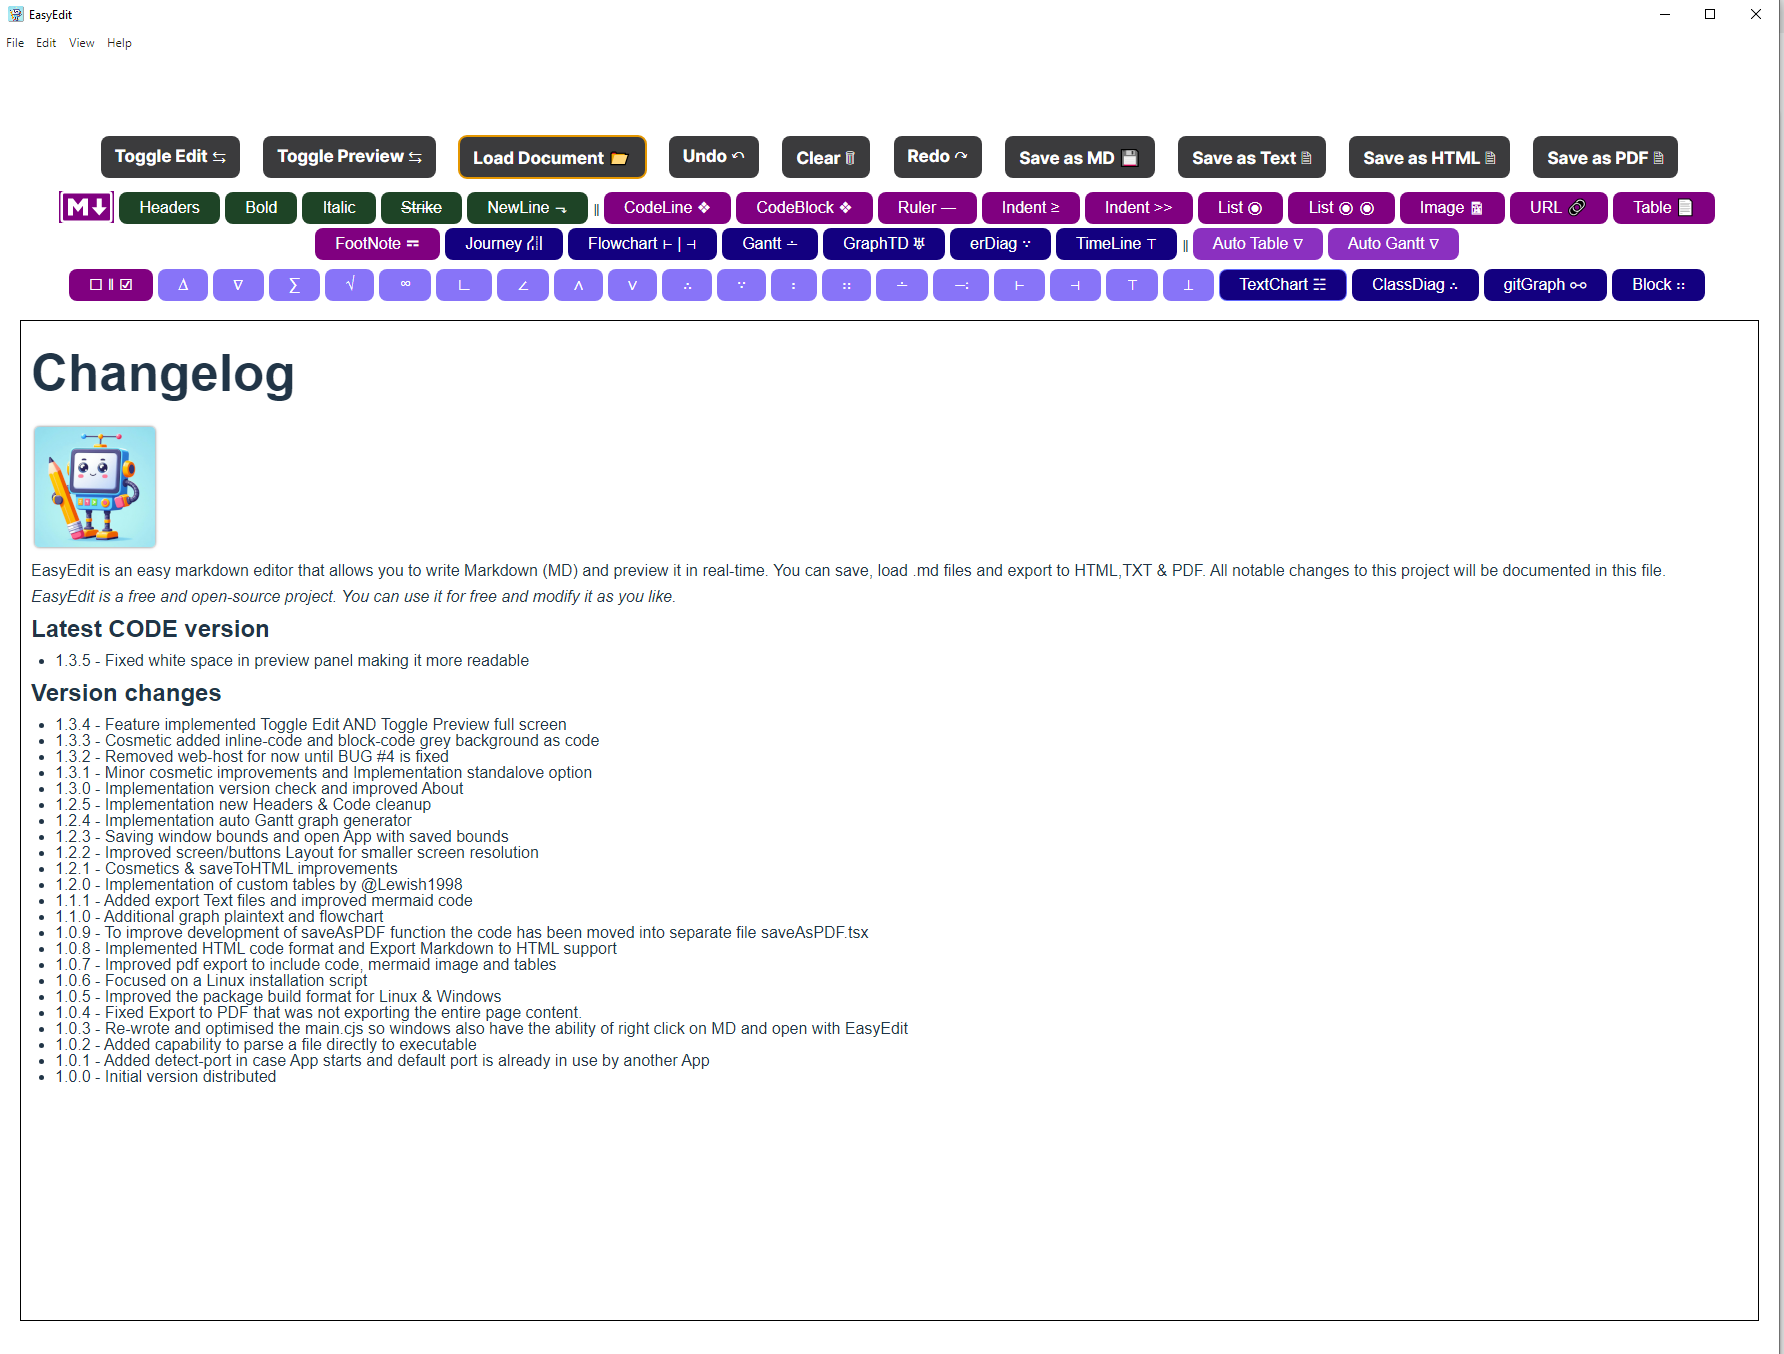 EasyEdit
File Edit View Help
Toggle Edit ⇆ Toggle Preview ⇆ Load Document 📂 Undo ↶ Clear 🗑 Redo ↷ Save as MD 💾 Save as Text 🖹 Save as HTML 🖹 Save as PDF 🖹
M↓ Headers Bold Italic Strike NewLine ⬎ || CodeLine ❖ CodeBlock ❖ Ruler — Indent ≥ Indent >> List ◉ List ◉ ◉ Image URL 🔗 Table 📄
FootNote Journey Flowchart ⊢ | ⊣ Gantt ∸ GraphTD erDiag ∵ TimeLine ⊤ || Auto Table ∇ Auto Gantt ∇
☐ ‖ ☑ ∆ ∇ ∑ √ ∞ ∟ ∠ ∧ ∨ ∴ ∵ ∶ ∷ ∸ ∹ ⊢ ⊣ ⊤ ⊥ TextChart ☵ ClassDiag ∴ gitGraph Block ∷
Changelog
EasyEdit is an easy markdown editor that allows you to write Markdown (MD) and preview it in real-time. You can save, load .md files and export to HTML,TXT & PDF. All notable changes to this project will be documented in this file.
EasyEdit is a free and open-source project. You can use it for free and modify it as you like.
Latest CODE version
• 1.3.5 - Fixed white space in preview panel making it more readable
Version changes
• 1.3.4 - Feature implemented Toggle Edit AND Toggle Preview full screen
• 1.3.3 - Cosmetic added inline-code and block-code grey background as code
• 1.3.2 - Removed web-host for now until BUG #4 is fixed
• 1.3.1 - Minor cosmetic improvements and Implementation standalove option
• 1.3.0 - Implementation version check and improved About
• 1.2.5 - Implementation new Headers & Code cleanup
• 1.2.4 - Implementation auto Gantt graph generator
• 1.2.3 - Saving window bounds and open App with saved bounds
• 1.2.2 - Improved screen/buttons Layout for smaller screen resolution
• 1.2.1 - Cosmetics & saveToHTML improvements
• 1.2.0 - Implementation of custom tables by @Lewish1998
• 1.1.1 - Added export Text files and improved mermaid code
• 1.1.0 - Additional graph plaintext and flowchart
• 1.0.9 - To improve development of saveAsPDF function the code has been moved into separate file saveAsPDF.tsx
• 1.0.8 - Implemented HTML code format and Export Markdown to HTML support
• 1.0.7 - Improved pdf export to include code, mermaid image and tables
• 1.0.6 - Focused on a Linux installation script
• 1.0.5 - Improved the package build format for Linux & Windows
• 1.0.4 - Fixed Export to PDF that was not exporting the entire page content.
• 1.0.3 - Re-wrote and optimised the main.cjs so windows also have the ability of right click on MD and open with EasyEdit
• 1.0.2 - Added capability to parse a file directly to executable
• 1.0.1 - Added detect-port in case App starts and default port is already in use by another App
• 1.0.0 - Initial version distributed